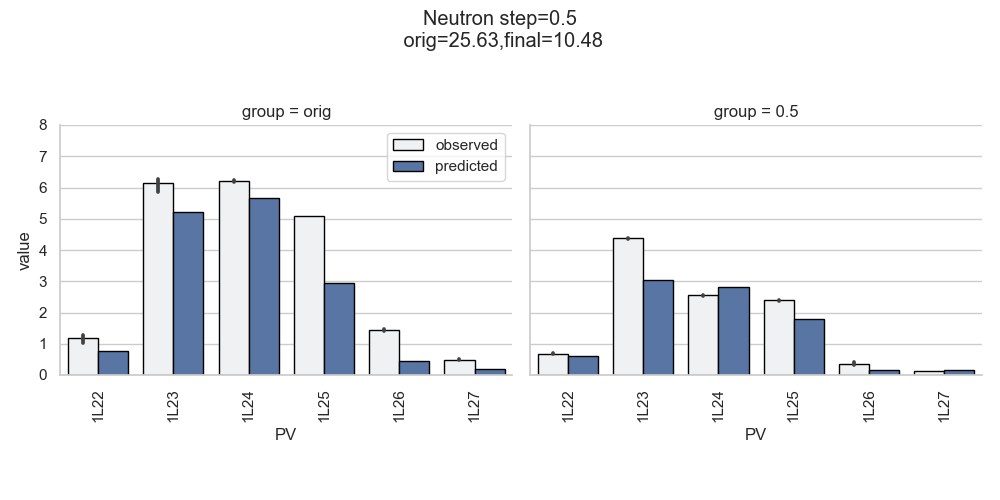 Neutron step=0.5
orig=25.63,final=10.48
group = orig
group = 0.5
8
7
6
5
4
3
2
1
0
value
observed
predicted
1L22
1L23
1L24
1L25
1L26
1L27
PV
1L22
1L23
1L24
1L25
1L26
1L27
PV